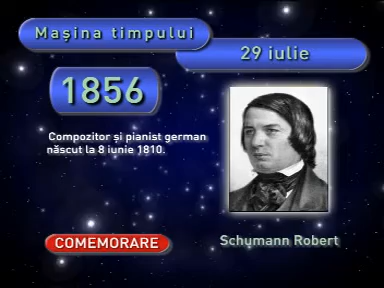 Mașina timpului
29 iulie
1856
Compozitor și pianist german
născut la 8 iunie 1810.
COMEMORARE
Schumann Robert